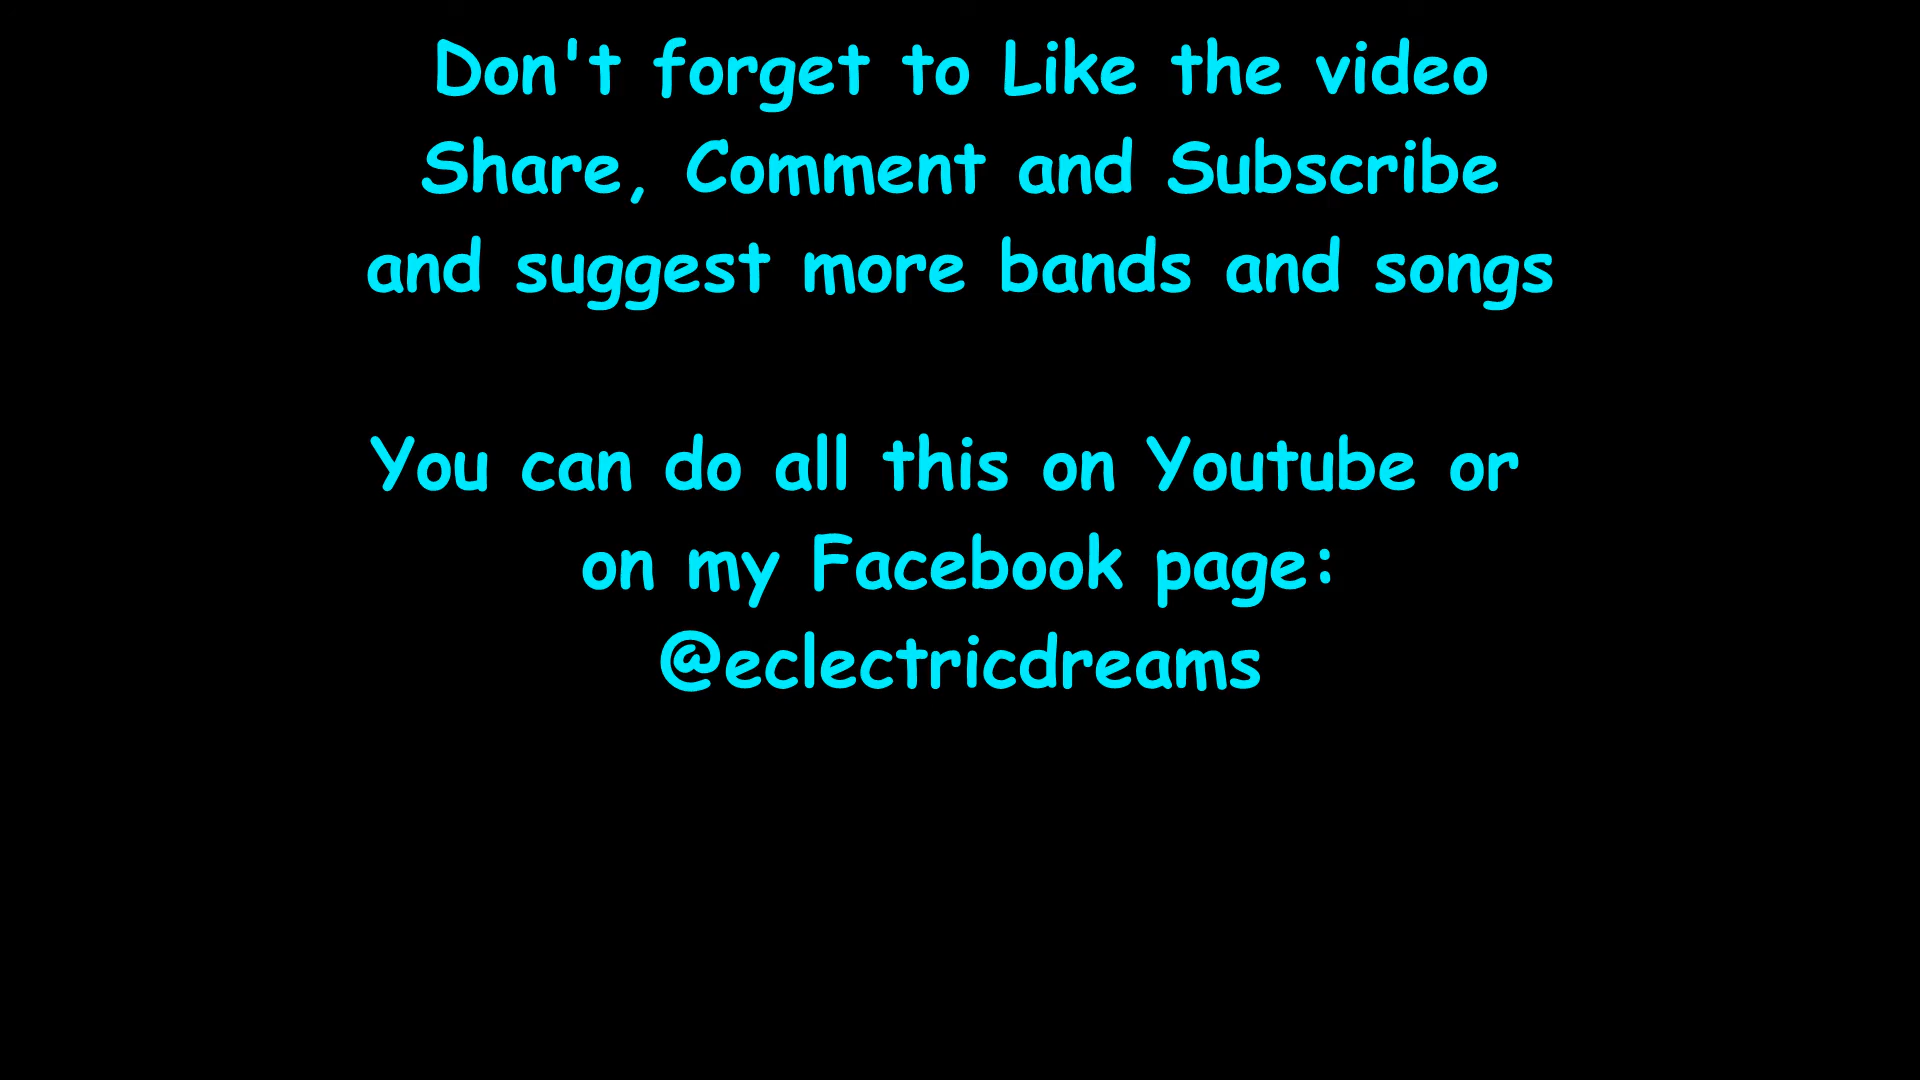 Don't forget to Like the video
Share, Comment and Subscribe
and suggest more bands and songs
You can do all this on Youtube or
on my Facebook page:
@eclectricdreams